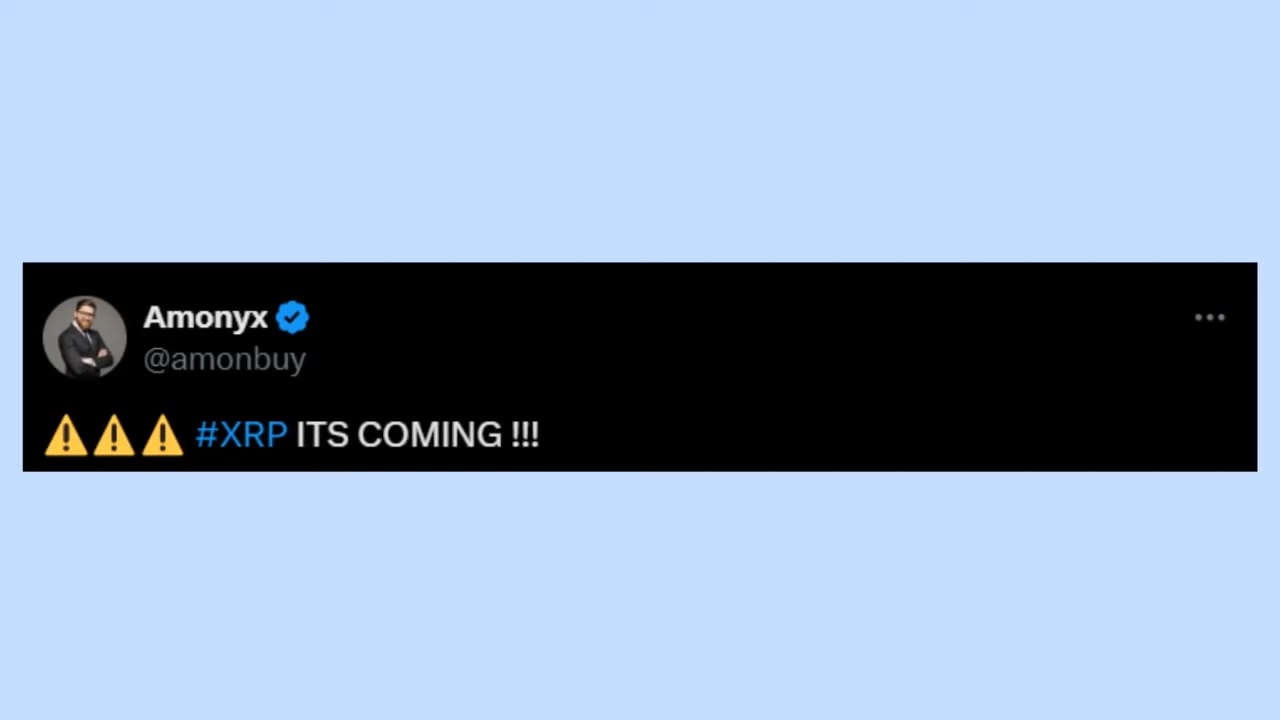 Amonyx
@amonbuy
⚠️⚠️⚠️ #XRP ITS COMING !!!